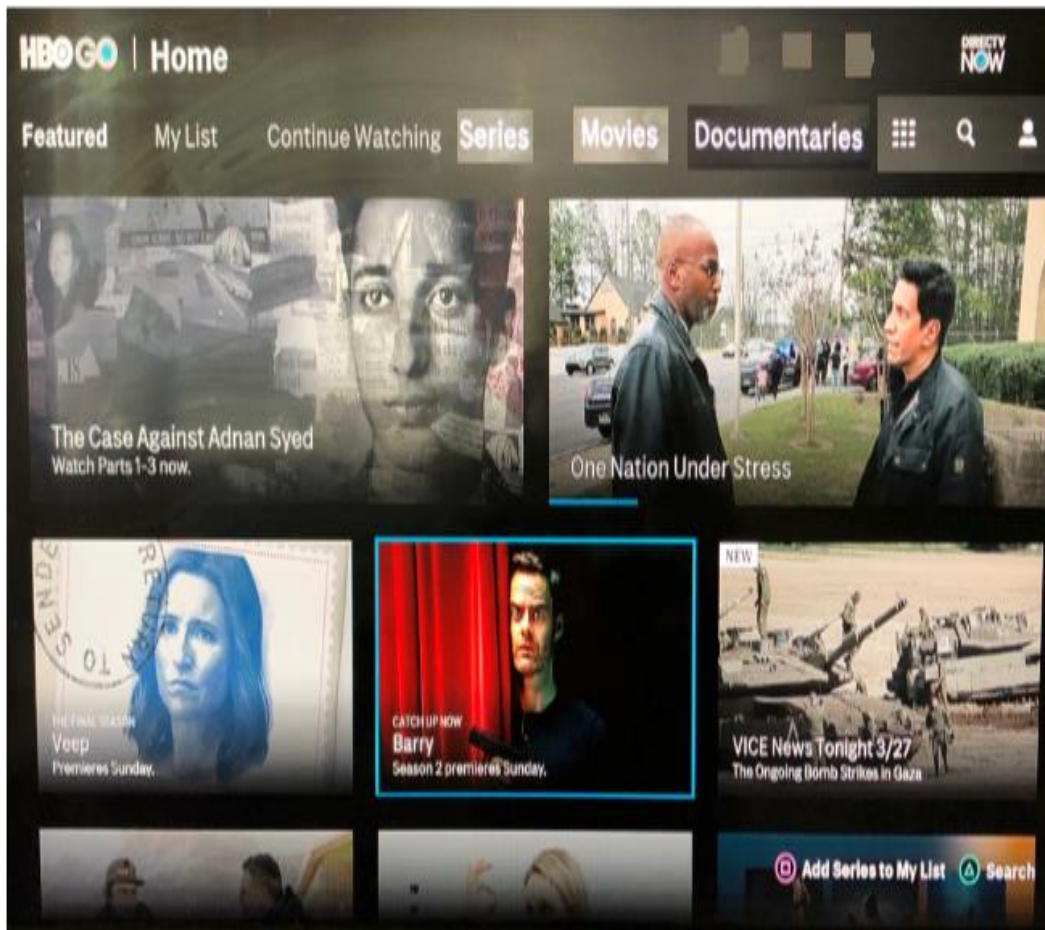 HBO GO | Home
DIRECTV
NOW
Featured My List Continue Watching Series Movies Documentaries
The Case Against Adnan Syed
Watch Parts 1-3 now.
One Nation Under Stress
RETURN
TO SENDE
THE FINAL SEASON
Veep
Premieres Sunday.
CATCH UP NOW
Barry
Season 2 premieres Sunday.
NEW
VICE News Tonight 3/27
The Ongoing Bomb Strikes in Gaza
Add Series to My List Search